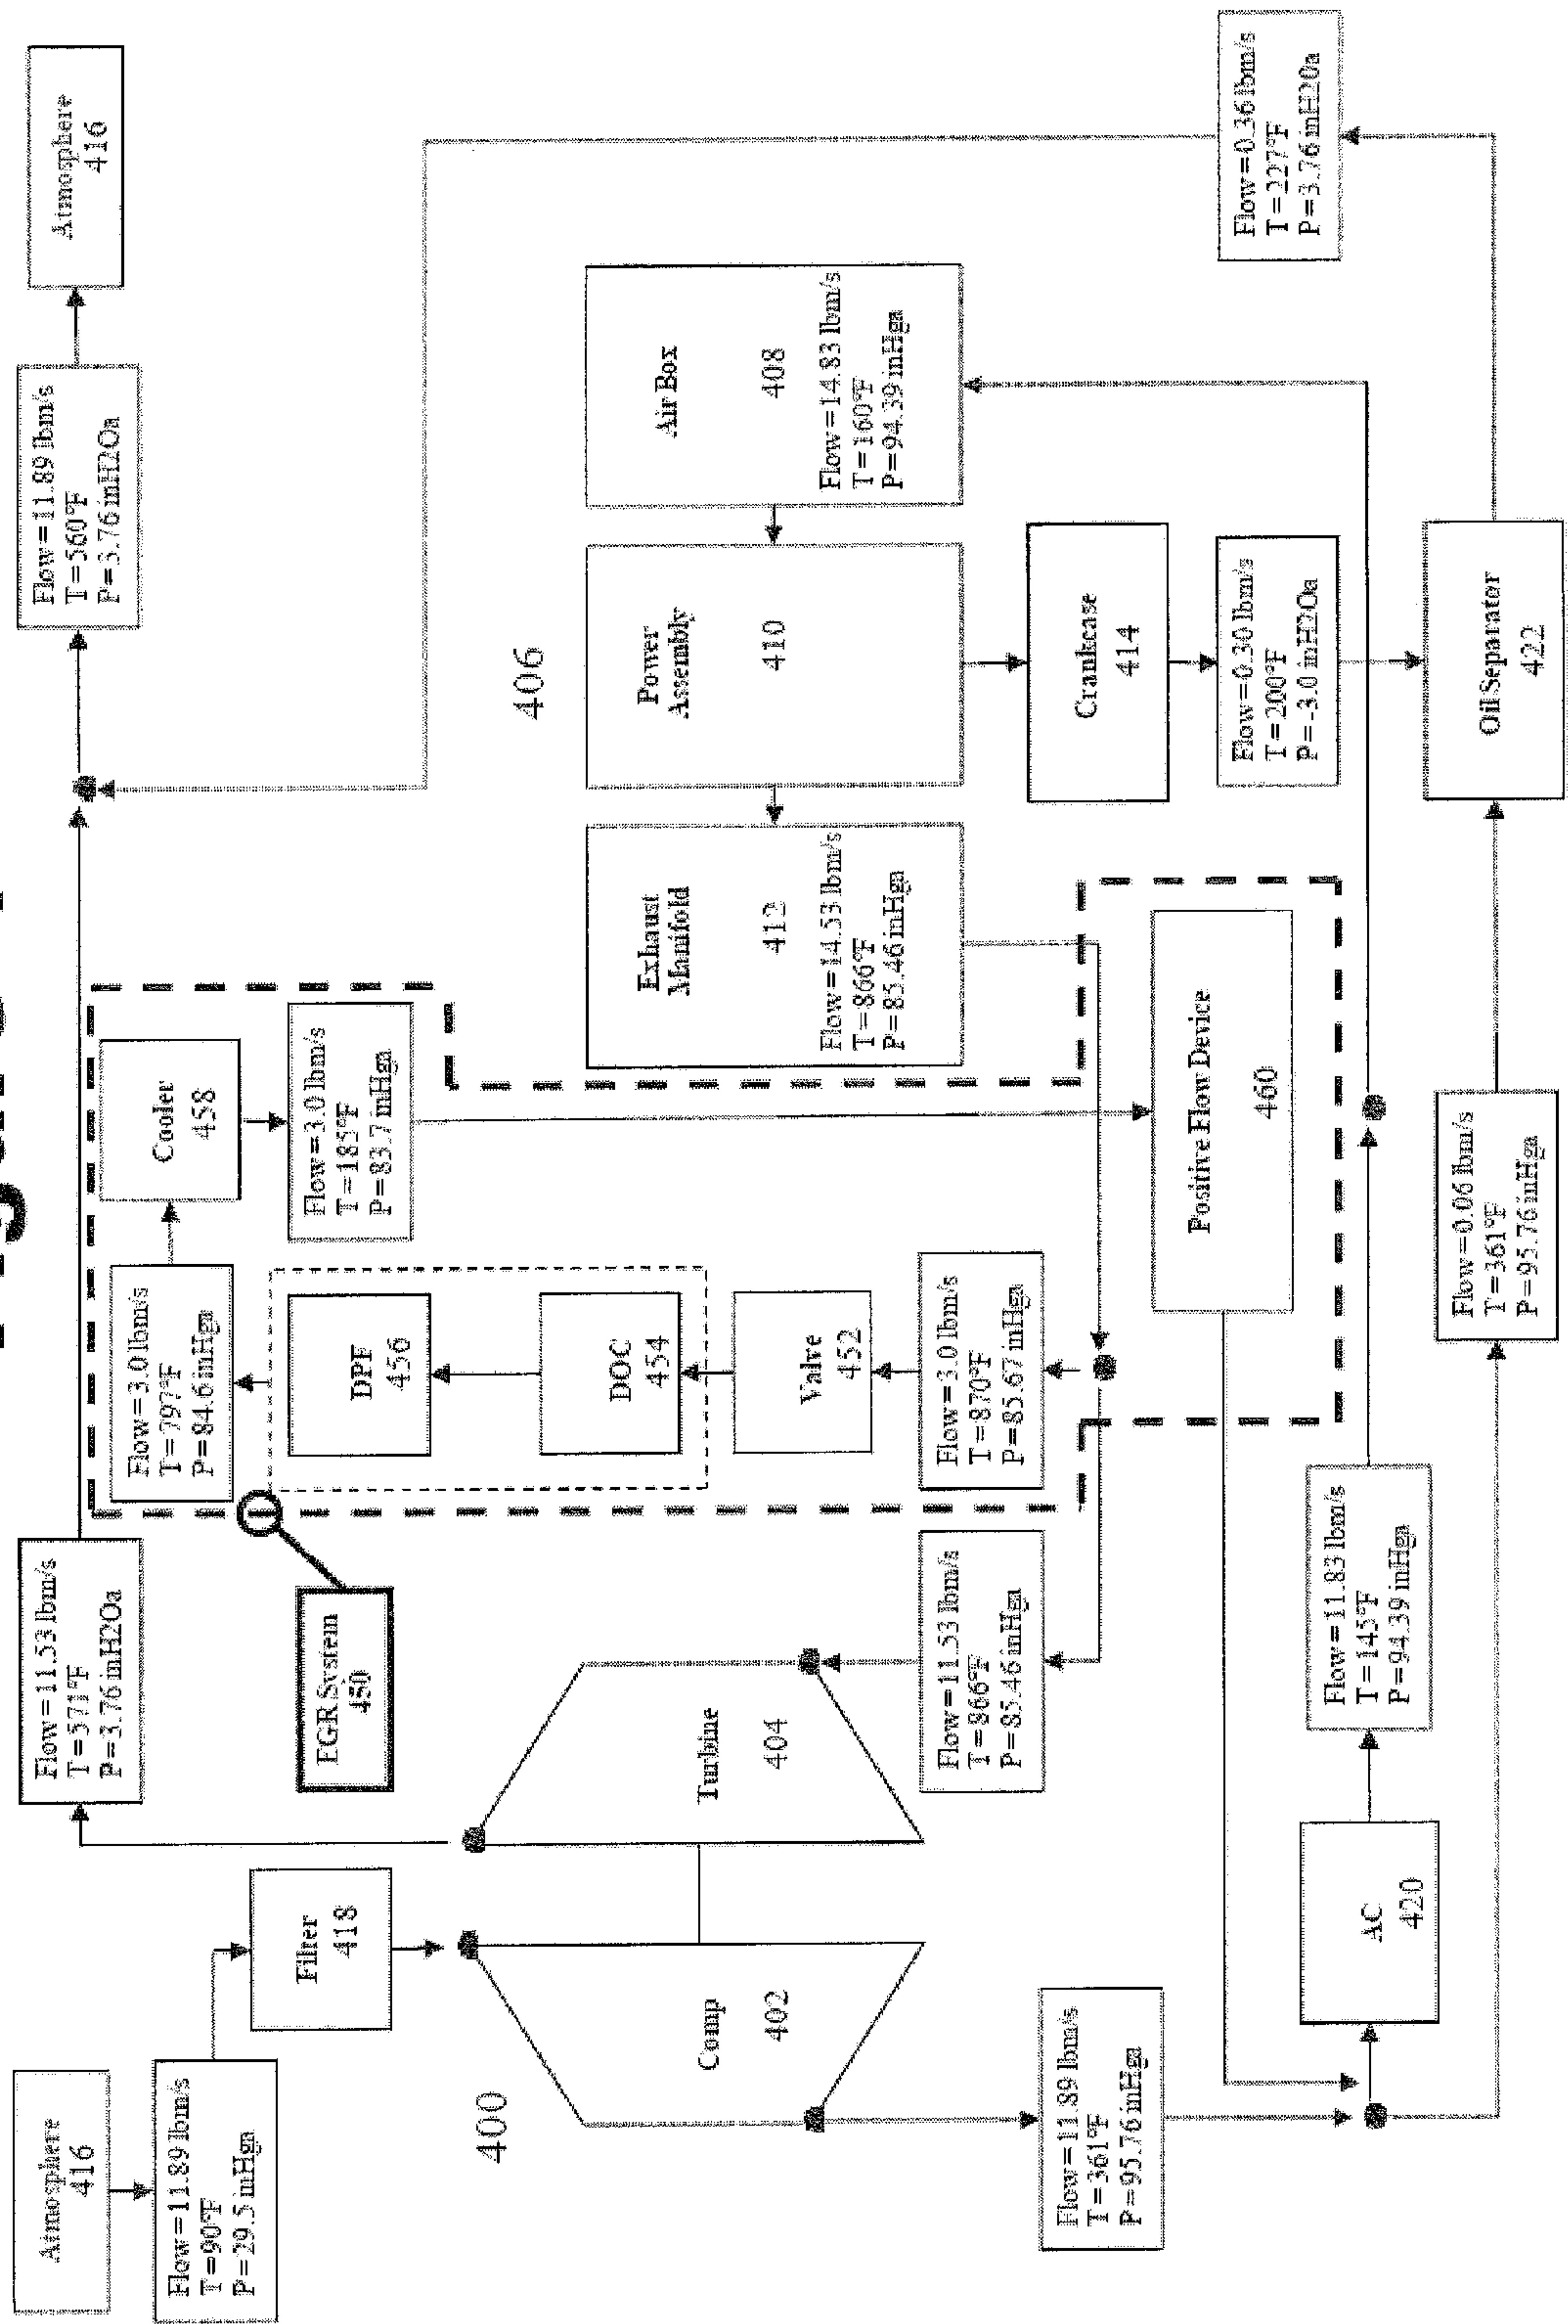 Atmosphere
416
Flow=11.89 lbm/s
T=90°F
P=29.5 inHga
Filter
418
400
Comp
402
Flow=11.89 lbm/s
T=361°F
P=95.76 inHga
Flow=11.53 lbm/s
T=571°F
P=3.76 inH2Oa
EGR System
450
Turbine
404
Flow=11.53 lbm/s
T=866°F
P=85.46 inHga
AC
420
Flow=11.83 lbm/s
T=145°F
P=94.39 inHga
Flow=3.0 lbm/s
T=797°F
P=84.6 inHga
DPF
456
DOC
454
Valve
452
Flow=3.0 lbm/s
T=870°F
P=85.67 inHga
Cooler
458
Flow=3.0 lbm/s
T=185°F
P=83.7 inHga
Positive Flow Device
460
Flow=0.06 lbm/s
T=361°F
P=95.76 inHga
406
Exhaust
Manifold
412
Flow=14.53 lbm/s
T=866°F
P=85.46 inHga
Power
Assembly
410
Air Box
408
Flow=14.83 lbm/s
T=160°F
P=94.39 inHga
Crankcase
414
Flow=0.30 lbm/s
T=200°F
P=-3.0 inH2Oa
Oil Separator
422
Flow=11.89 lbm/s
T=560°F
P=3.76 inH2Oa
Atmosphere
416
Flow=0.36 lbm/s
T=227°F
P=3.76 inH20a